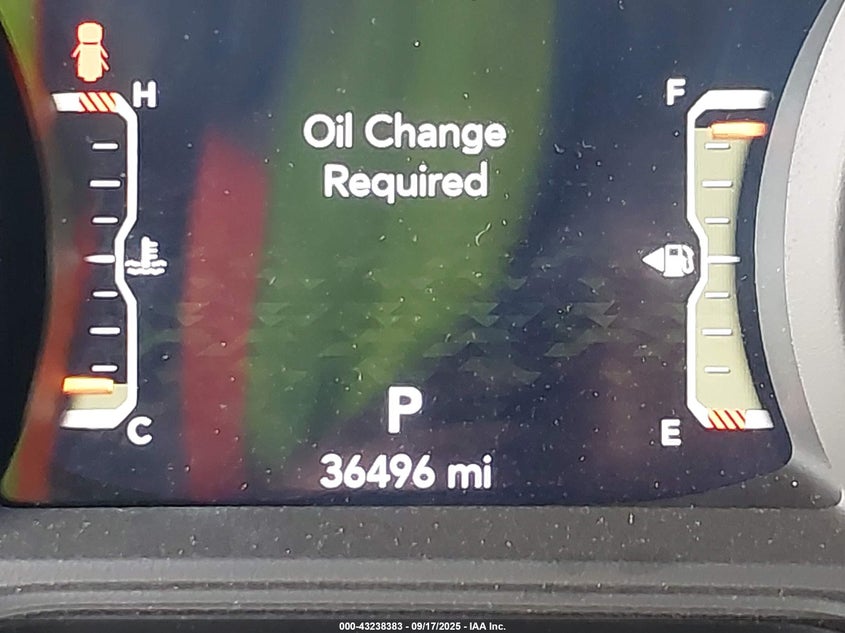 H
F
Oil Change
Required
P
C
E
36496 mi
000-43238383 - 09/17/2025 - IAA Inc.